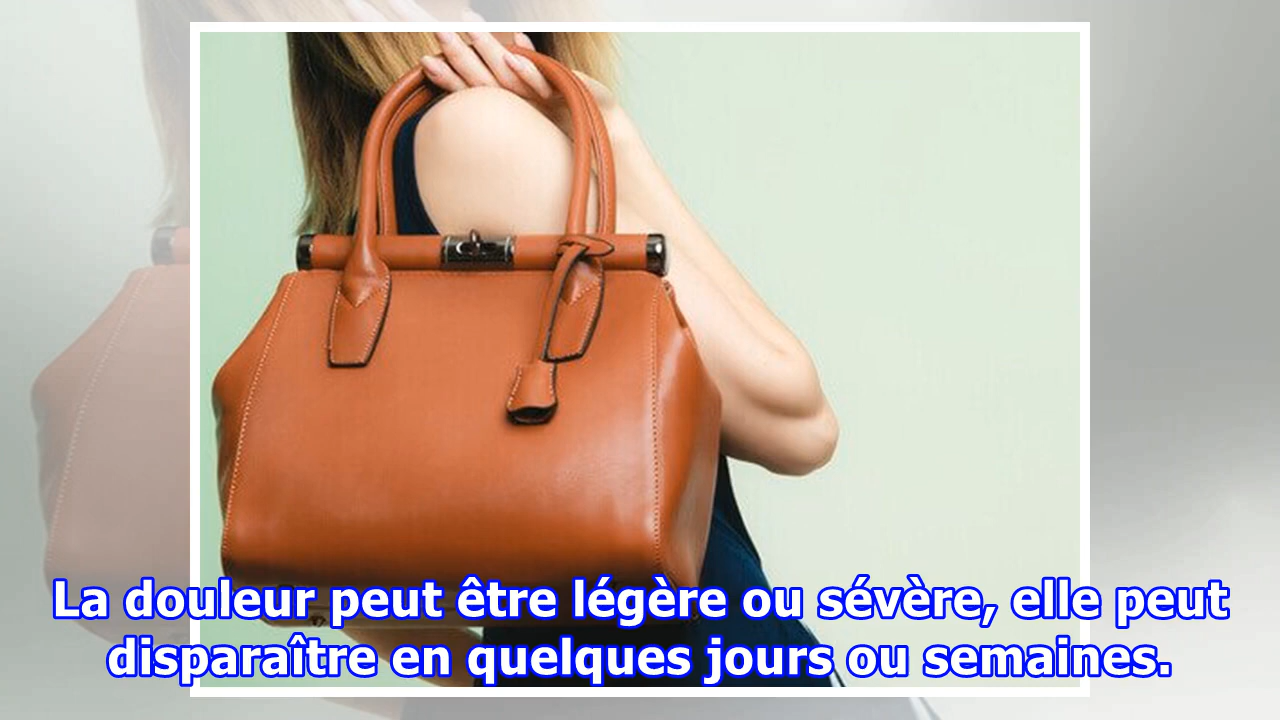 La douleur peut être légère ou sévère, elle peut
disparaître en quelques jours ou semaines.